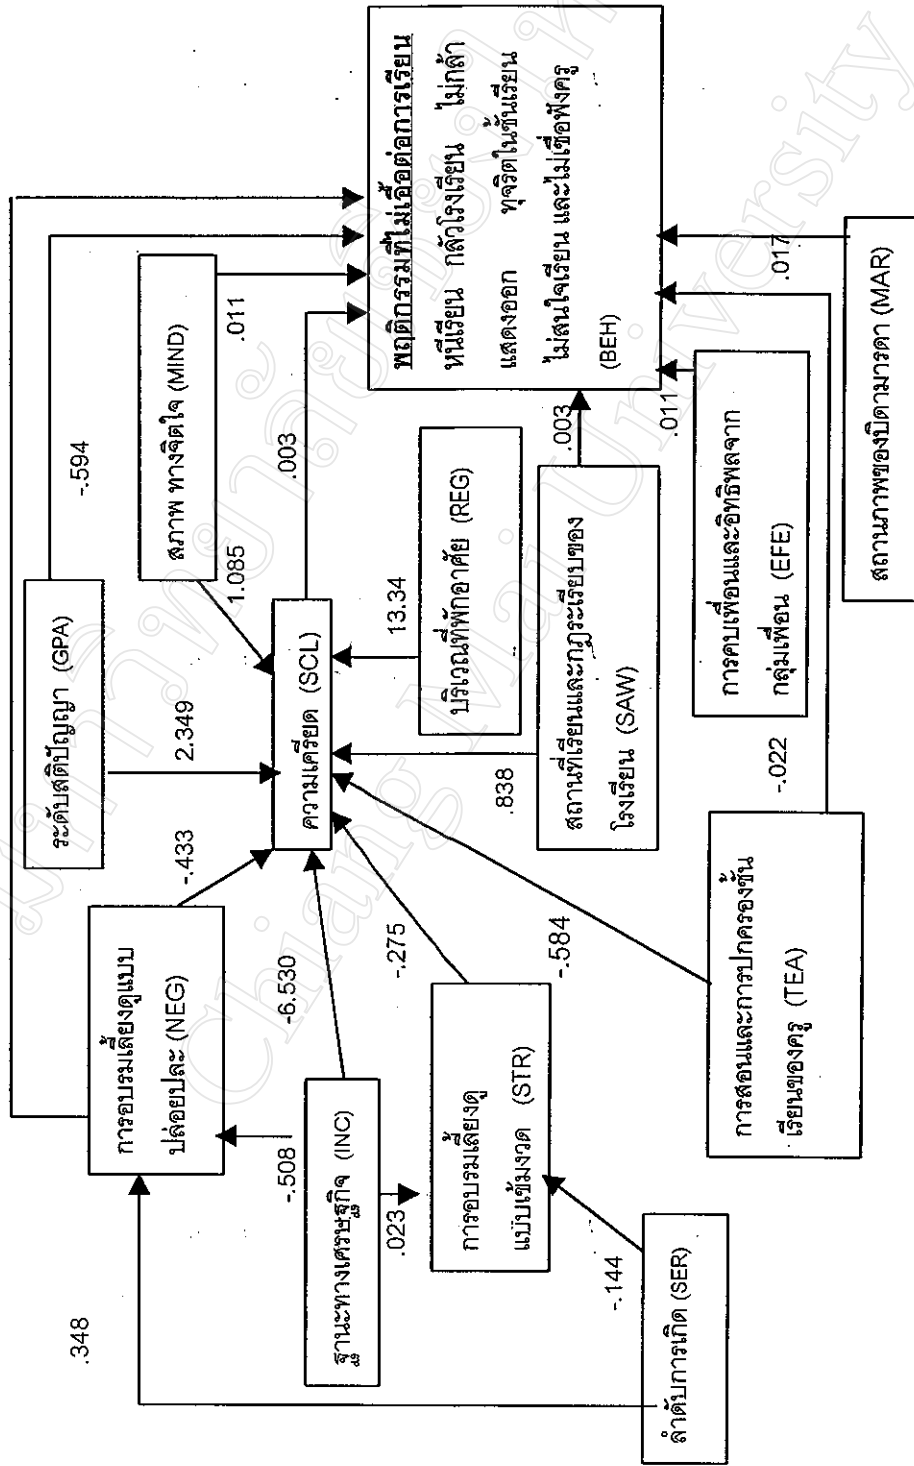 .348
การอบรมเลี้ยงดูแบบ
ปล่อยปละ (NEG)
-.433
ระดับสติปัญญา (GPA)
-.594
2.349
สภาพ ทางจิตใจ (MIND)
1.085
.011
-.508
ฐานะทางเศรษฐกิจ (INC)
-6.530
ความเครียด (SCL)
.003
พฤติกรรมที่ไม่เอื้อต่อการเรียน
หนีเรียน กลัวโรงเรียน ไม่กล้า
แสดงออก ทุจริตในชั้นเรียน
ไม่สนใจเรียน และไม่เชื่อฟังครู
(BEH)
.023
-.275
13.34
บริเวณที่พักอาศัย (REG)
การอบรมเลี้ยงดู
แบบเข้มงวด (STR)
-.584
.838
สถานที่เรียนและกฎระเรียบของ
โรงเรียน (SAW)
.003
.011
.017
-.144
ลำดับการเกิด (SER)
การสอนและการปกครองชั้น
เรียนของครู (TEA)
-.022
การคบเพื่อนและอิทธิพลจาก
กลุ่มเพื่อน (EFE)
สถานภาพของบิดามารดา (MAR)
Chiang Mai University